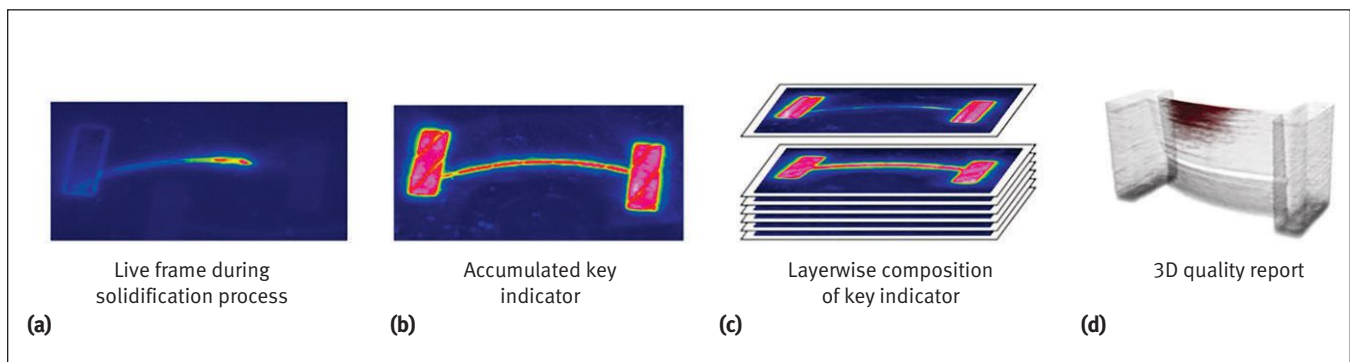 Live frame during
solidification process
(a)
Accumulated key
indicator
(b)
Layerwise composition
of key indicator
(c)
3D quality report
(d)